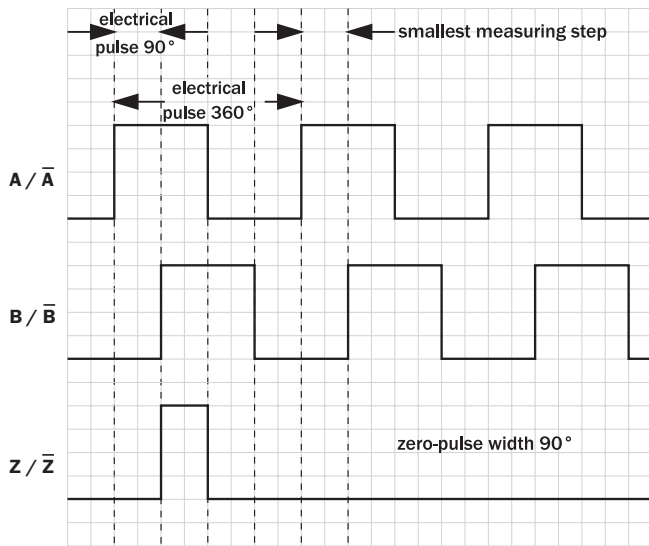 electrical
pulse 90°
smallest measuring step
electrical
pulse 360°
A / A̅
B / B̅
Z / Z̅
zero-pulse width 90°